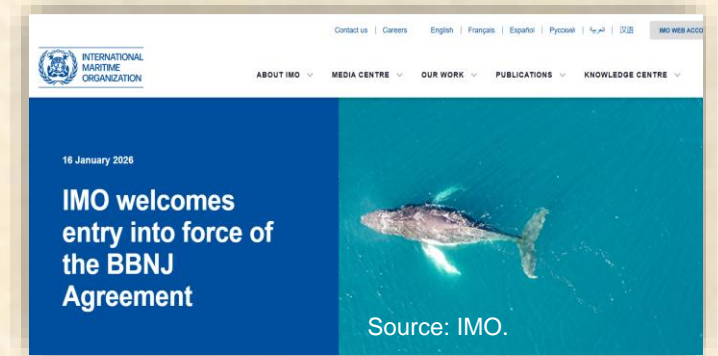 Contact us | Careers English | Français | Español | Русский | العربية | 汉语 IMO WEB ACCO
INTERNATIONAL
MARITIME
ORGANIZATION
ABOUT IMO MEDIA CENTRE OUR WORK PUBLICATIONS KNOWLEDGE CENTRE
16 January 2026
IMO welcomes
entry into force of
the BBNJ
Agreement
Source: IMO.